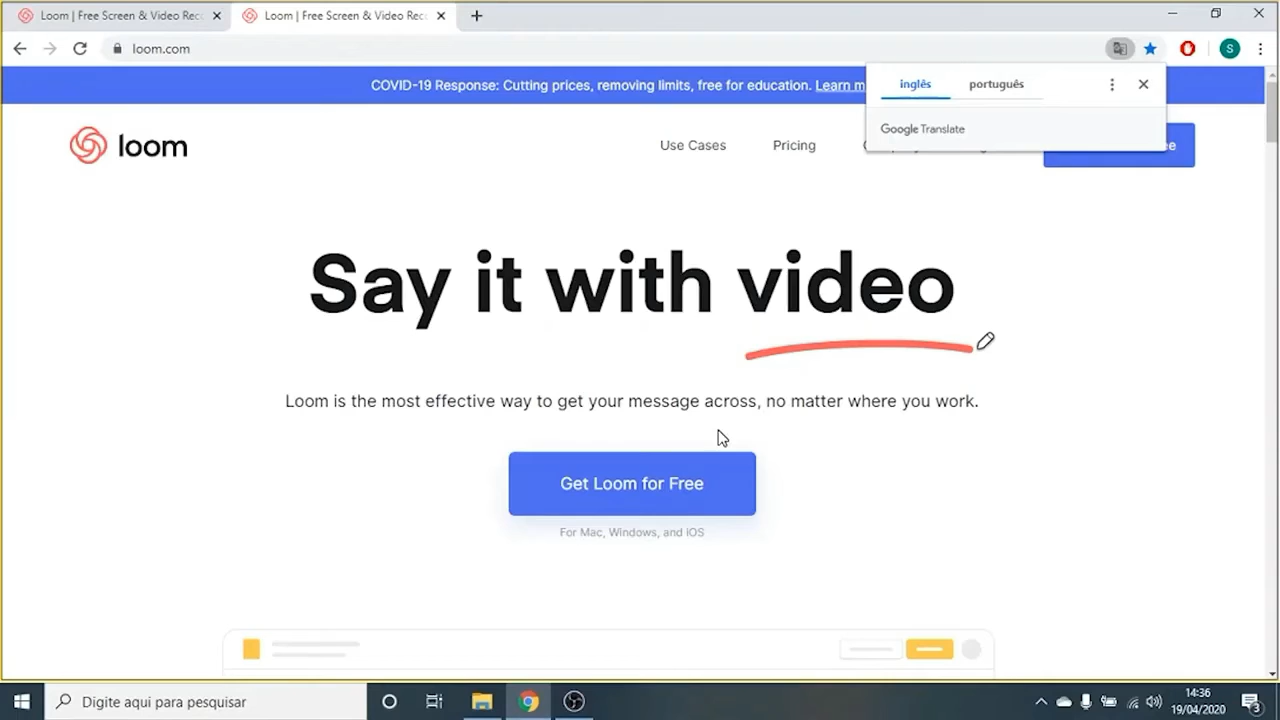 Loom | Free Screen & Video Rec
Loom | Free Screen & Video Rec
loom.com
S
COVID-19 Response: Cutting prices, removing limits, free for education. Learn m
inglês português
Google Translate
loom
Use Cases Pricing
Say it with video
Loom is the most effective way to get your message across, no matter where you work.
Get Loom for Free
For Mac, Windows, and iOS
Digite aqui para pesquisar
14:36
19/04/2020
3